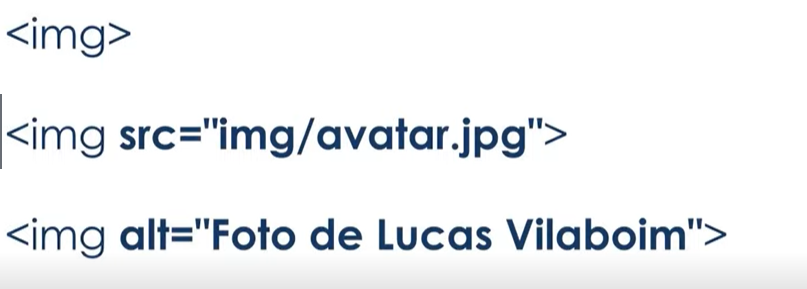 <img>
<img src="img/avatar.jpg">
<img alt="Foto de Lucas Vilaboim">